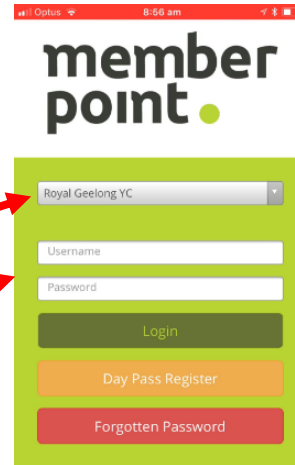 Optus 8:56 am
member
point.
Royal Geelong YC
Username
Password
Login
Day Pass Register
Forgotten Password